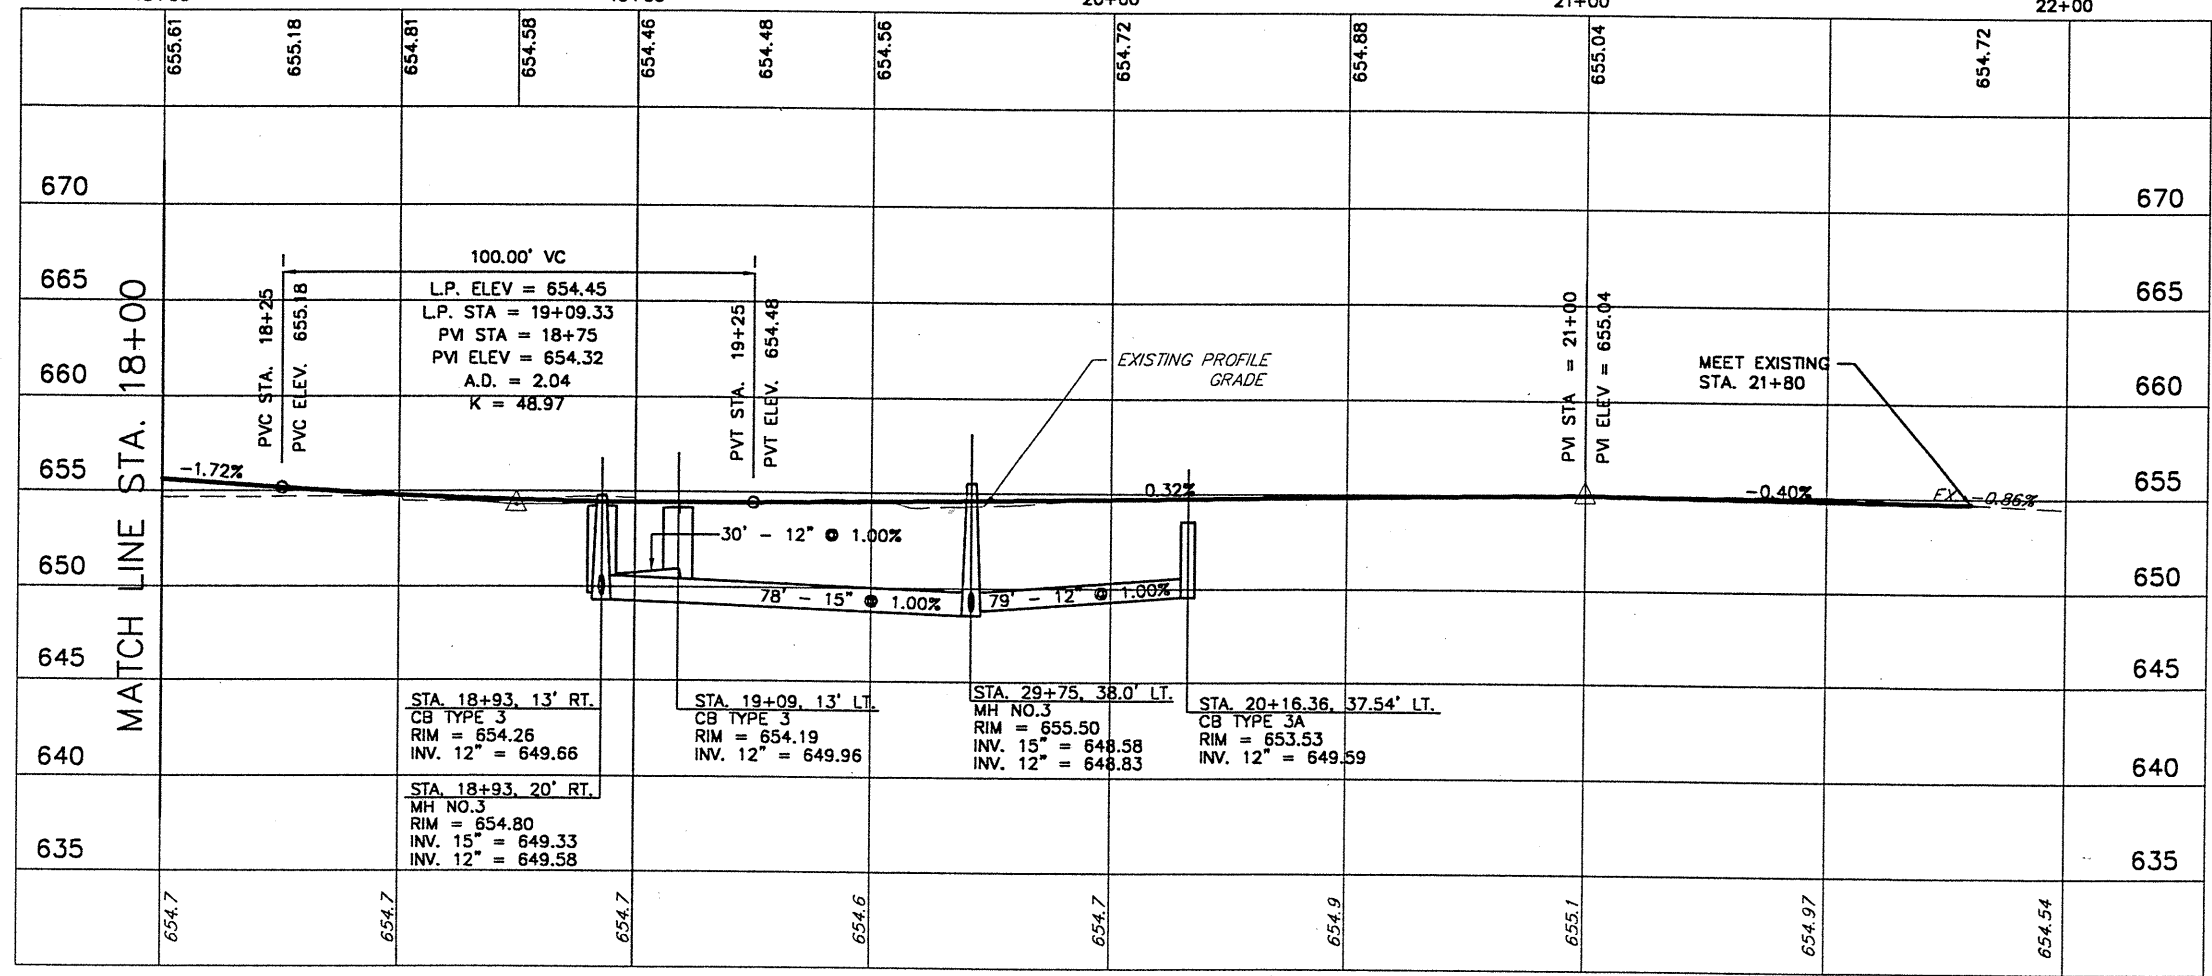 20+00
21+00
22+00
655.61
655.18
654.81
654.58
654.46
654.48
654.56
654.72
654.88
655.04
654.72
670
670
665
665
660
660
655
655
650
650
645
645
640
640
635
635
MATCH LINE STA. 18+00
PVC STA. 18+25
PVC ELEV. 655.18
100.00' VC
L.P. ELEV = 654.45
L.P. STA = 19+09.33
PVI STA = 18+75
PVI ELEV = 654.32
A.D. = 2.04
K = 48.97
PVT STA. 19+25
PVT ELEV. 654.48
EXISTING PROFILE
GRADE
PVI STA = 21+00
PVI ELEV = 655.04
MEET EXISTING
STA. 21+80
-1.72%
0.32%
-0.40%
EX -0.86%
30' - 12" @ 1.00%
78' - 15" @ 1.00%
79' - 12" @ 1.00%
STA. 18+93, 13' RT.
CB TYPE 3
RIM = 654.26
INV. 12" = 649.66
STA. 18+93, 20' RT.
MH NO.3
RIM = 654.80
INV. 15" = 649.33
INV. 12" = 649.58
STA. 19+09, 13' LT.
CB TYPE 3
RIM = 654.19
INV. 12" = 649.96
STA. 29+75, 38.0' LT.
MH NO.3
RIM = 655.50
INV. 15" = 648.58
INV. 12" = 648.83
STA. 20+16.36, 37.54' LT.
CB TYPE 3A
RIM = 653.53
INV. 12" = 649.59
654.7
654.7
654.7
654.6
654.7
654.9
655.1
654.97
654.54